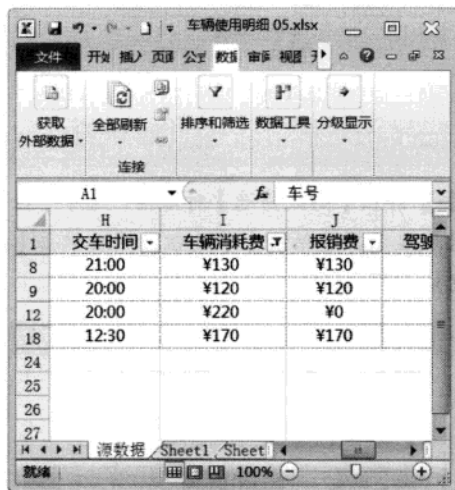 车辆使用明细 05.xlsx
文件 开始 插入 页面 公式 数据 审阅 视图
获取外部数据 全部刷新 排序和筛选 数据工具 分级显示
连接
A1 fx 车号
H I J
1 交车时间 车辆消耗费 报销费 驾驶
8 21:00 ¥130 ¥130
9 20:00 ¥120 ¥120
12 20:00 ¥220 ¥0
18 12:30 ¥170 ¥170
24
25
26
27
源数据 Sheet1 Sheet
就绪 100%